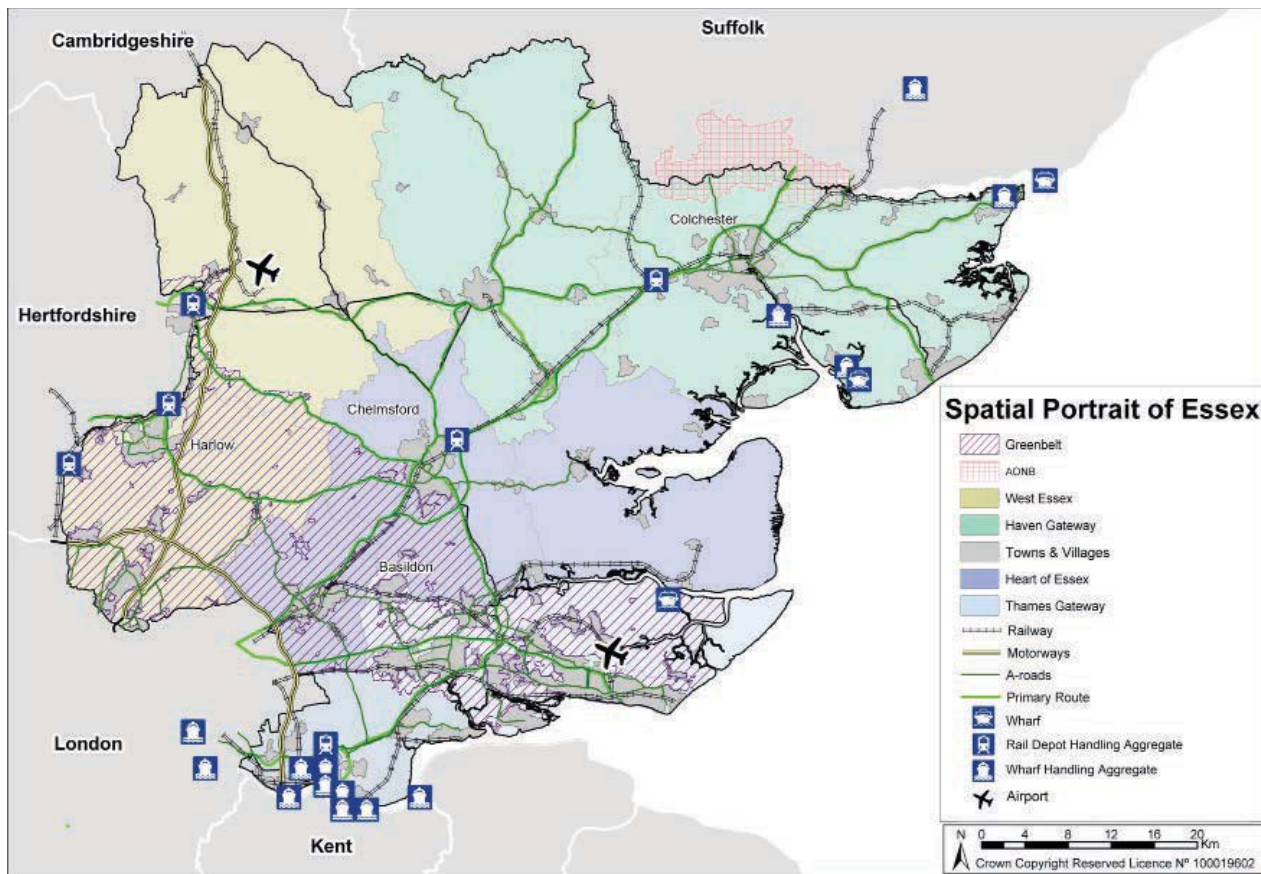 Cambridgeshire
Suffolk
Colchester
Hertfordshire
Chelmsford
Harlow
Basildon
London
Kent
Spatial Portrait of Essex
Greenbelt
AONB
West Essex
Haven Gateway
Towns & Villages
Heart of Essex
Thames Gateway
Railway
Motorways
A-roads
Primary Route
Wharf
Rail Depot Handling Aggregate
Wharf Handling Aggregate
Airport
N 0 4 8 12 16 20
Km
Crown Copyright Reserved Licence Nº 100019602